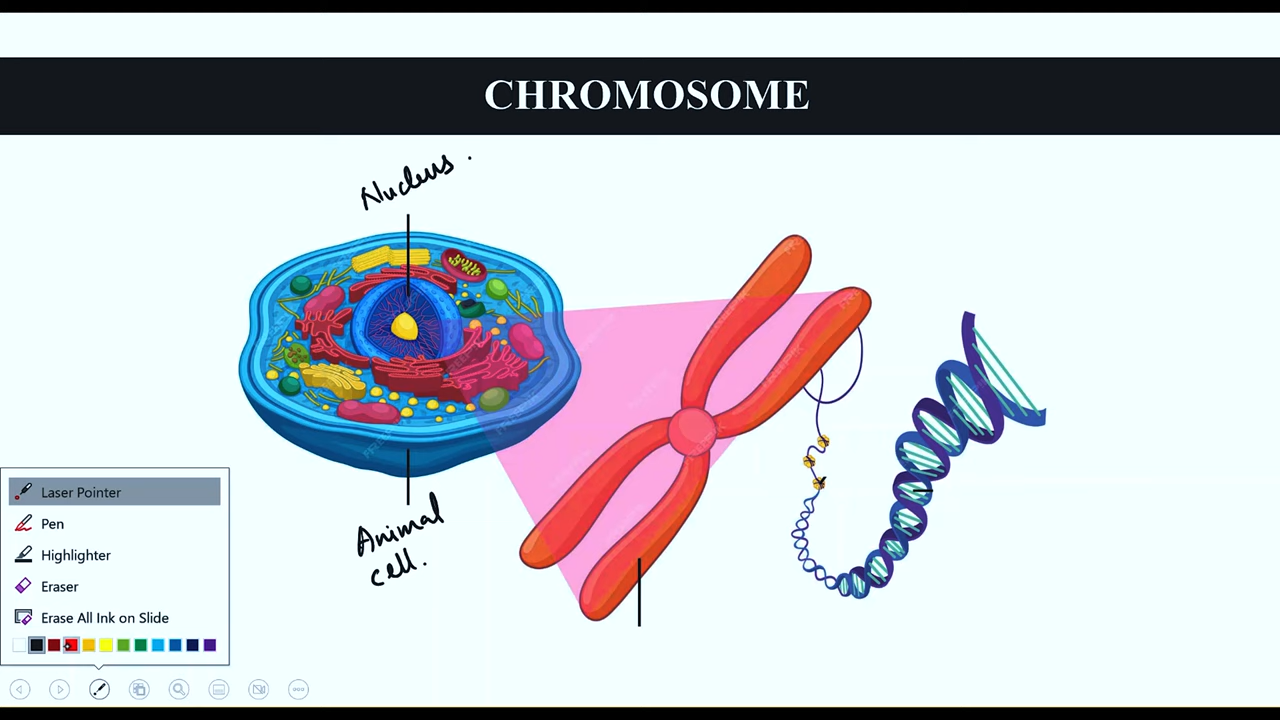 CHROMOSOME
Nucleus.
Animal
cell.
Laser Pointer
Pen
Highlighter
Eraser
Erase All Ink on Slide